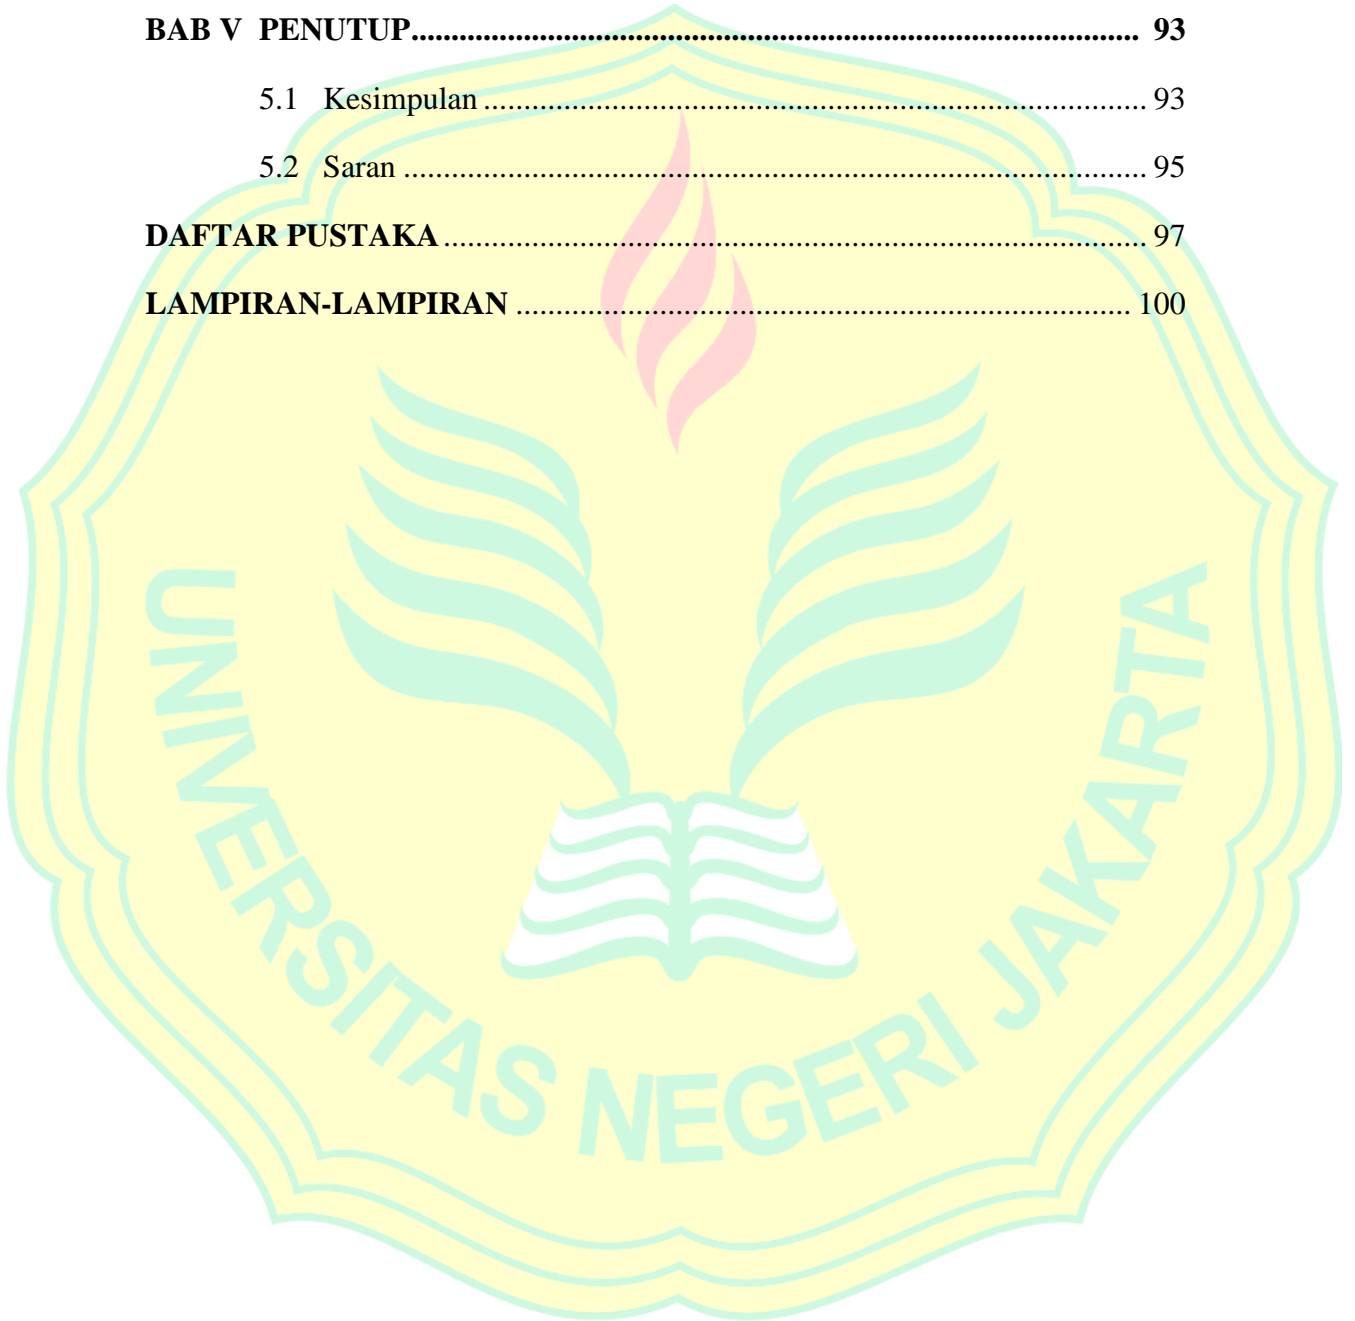 BAB V PENUTUP............................................................................................ 93
5.1 Kesimpulan .................................................................................... 93
5.2 Saran .............................................................................................. 95
DAFTAR PUSTAKA ......................................................................................... 97
LAMPIRAN-LAMPIRAN .............................................................................. 100
UNIVERSITAS NEGERI JAKARTA